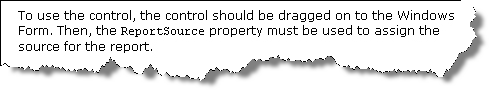 To use the control, the control should be dragged on to the Windows
Form. Then, the ReportSource property must be used to assign the
source for the report.